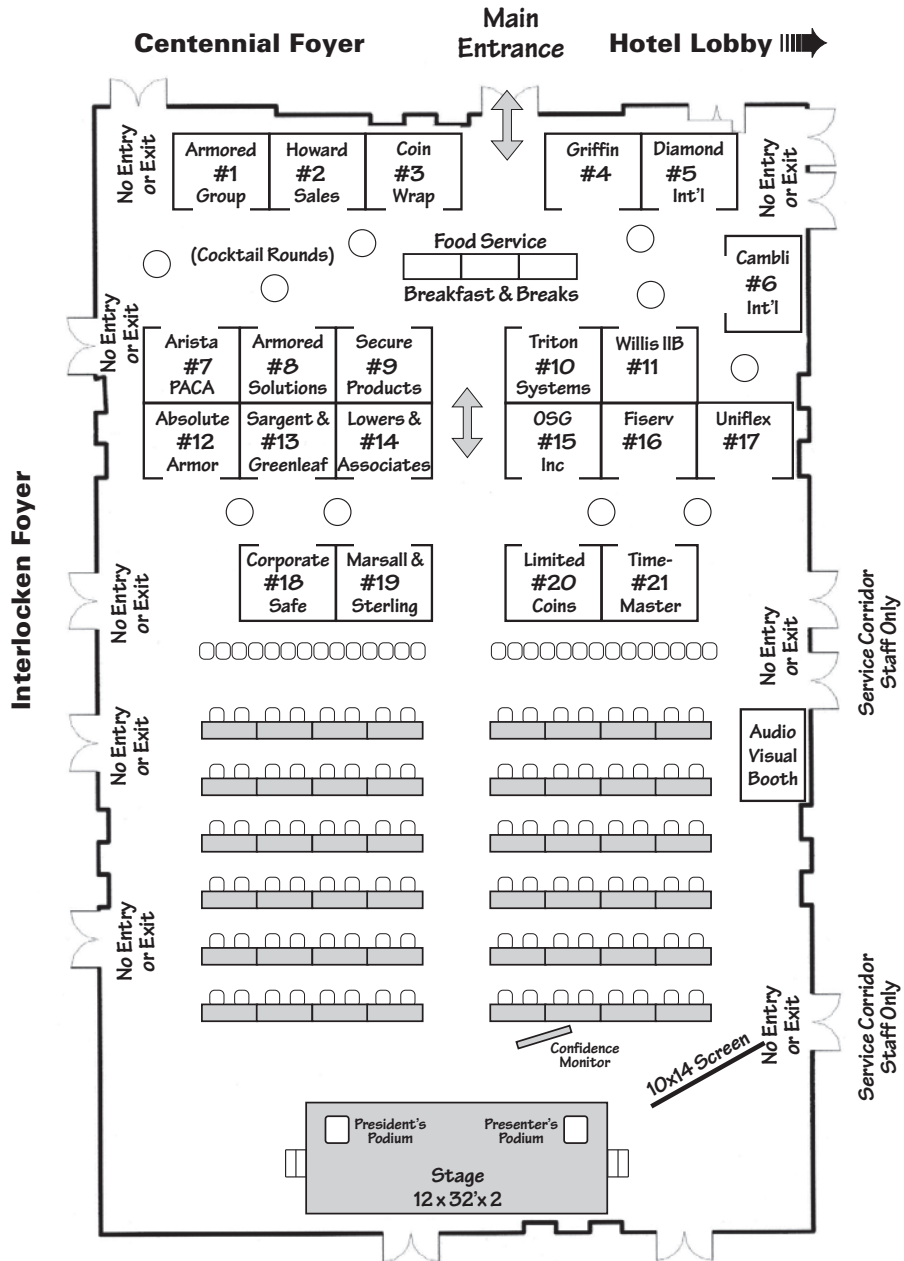 Centennial Foyer
Main
Entrance
Hotel Lobby
No Entry
or Exit
Armored
#1
Group
Howard
#2
Sales
Coin
#3
Wrap
Griffin
#4
Diamond
#5
Int'l
No Entry
or Exit
(Cocktail Rounds)
Food Service
Breakfast & Breaks
Cambli
#6
Int'l
No Entry
or Exit
Arista
#7
PACA
Armored
#8
Solutions
Secure
#9
Products
Triton
#10
Systems
Willis IIB
#11
Absolute
#12
Armor
Sargent &
#13
Greenleaf
Lowers &
#14
Associates
OSG
#15
Inc
Fiserv
#16
Uniflex
#17
Interlocken Foyer
No Entry
or Exit
Corporate
#18
Safe
Marsall &
#19
Sterling
Limited
#20
Coins
Time-
#21
Master
No Entry
or Exit
Service Corridor
Staff Only
No Entry
or Exit
Audio
Visual
Booth
No Entry
or Exit
Confidence
Monitor
10x14 Screen
No Entry
or Exit
Service Corridor
Staff Only
President's
Podium
Presenter's
Podium
Stage
12 x 32'x 2